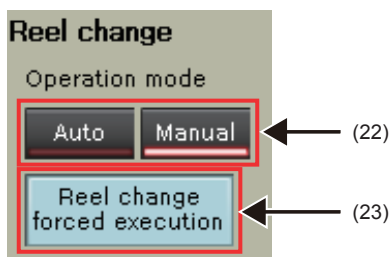 Reel change
Operation mode
Auto Manual (22)
Reel change
forced execution (23)